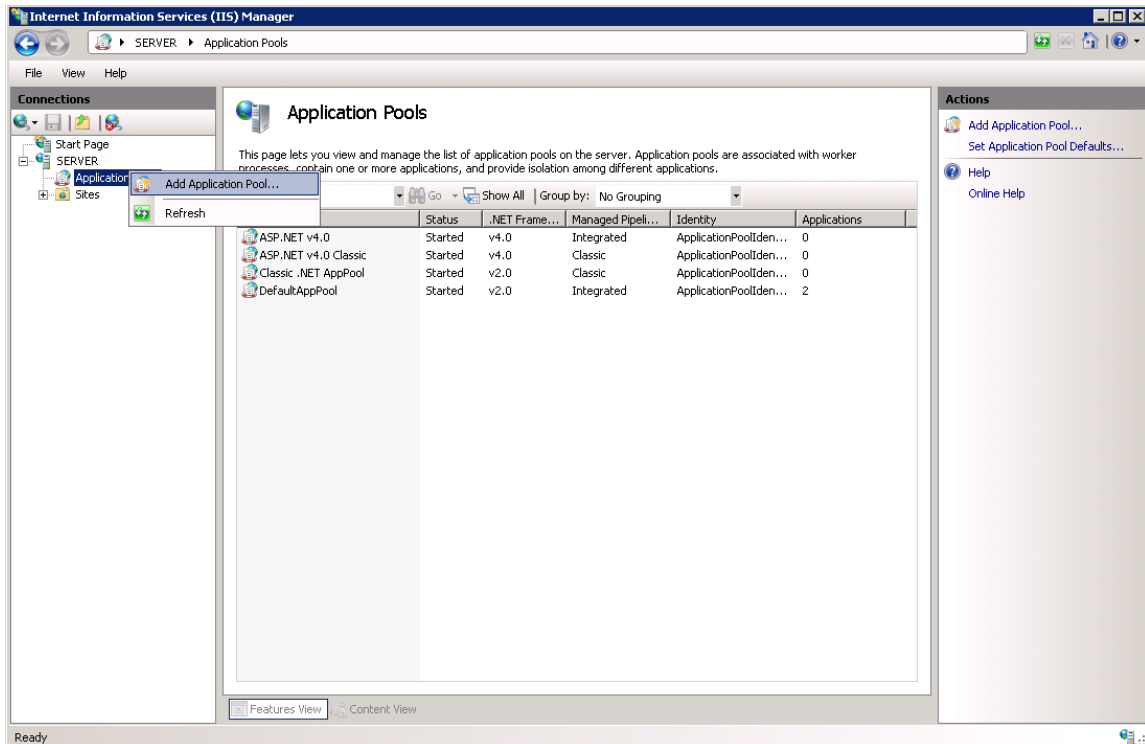 Internet Information Services (IIS) Manager
SERVER Application Pools
File View Help
Connections
Start Page
SERVER
Application
Sites
Add Application Pool...
Refresh
Application Pools
This page lets you view and manage the list of application pools on the server. Application pools are associated with worker
processes, contain one or more applications, and provide isolation among different applications.
Go Show All Group by: No Grouping
Status .NET Frame... Managed Pipeli... Identity Applications
ASP.NET v4.0 Started v4.0 Integrated ApplicationPoolIden... 0
ASP.NET v4.0 Classic Started v4.0 Classic ApplicationPoolIden... 0
Classic .NET AppPool Started v2.0 Classic ApplicationPoolIden... 0
DefaultAppPool Started v2.0 Integrated ApplicationPoolIden... 2
Features View Content View
Actions
Add Application Pool...
Set Application Pool Defaults...
Help
Online Help
Ready